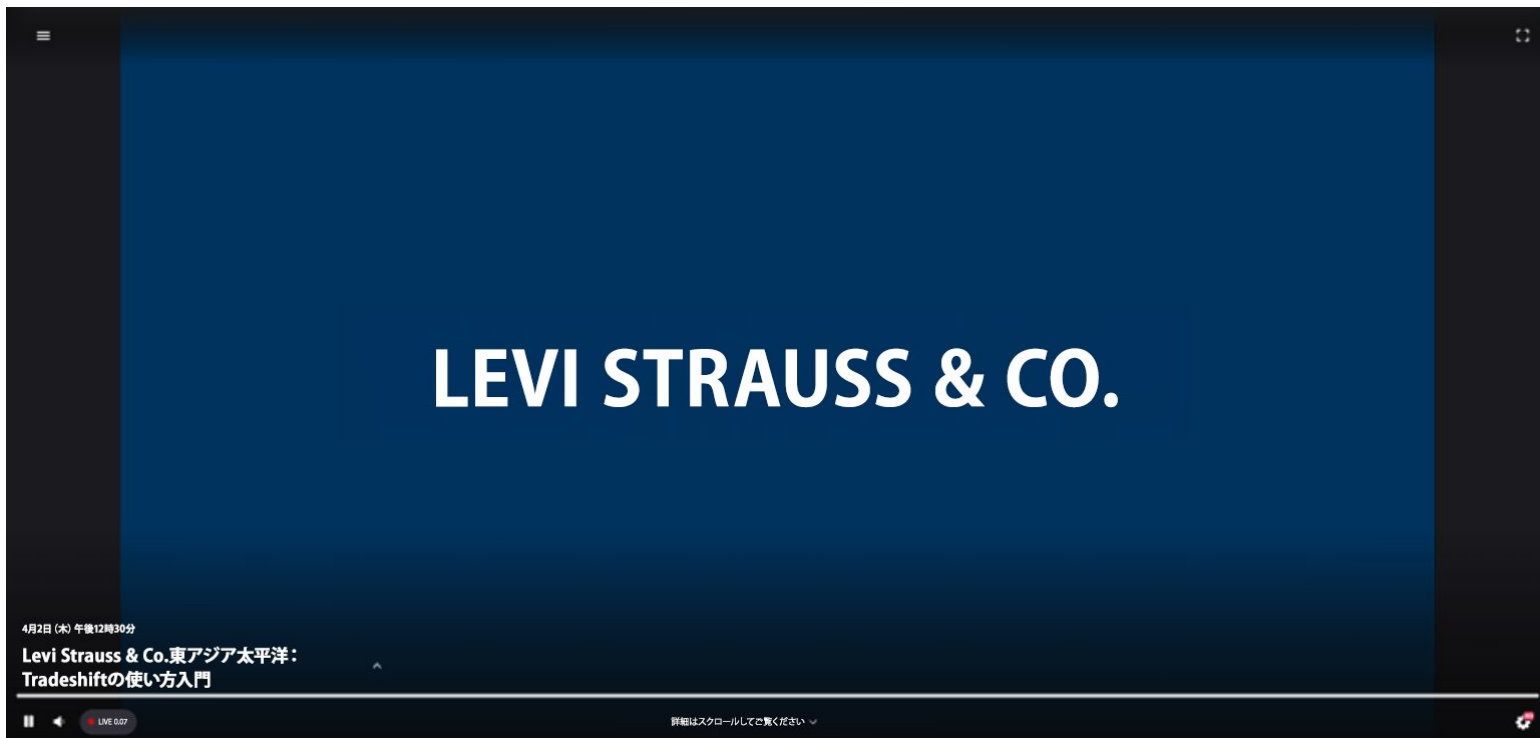 LEVI STRAUSS & CO.
4月2日 (木) 午後12時30分
Levi Strauss & Co.東アジア太平洋：
Tradeshiftの使い方入門
LIVE 0:07
詳細はスクロールしてご覧ください